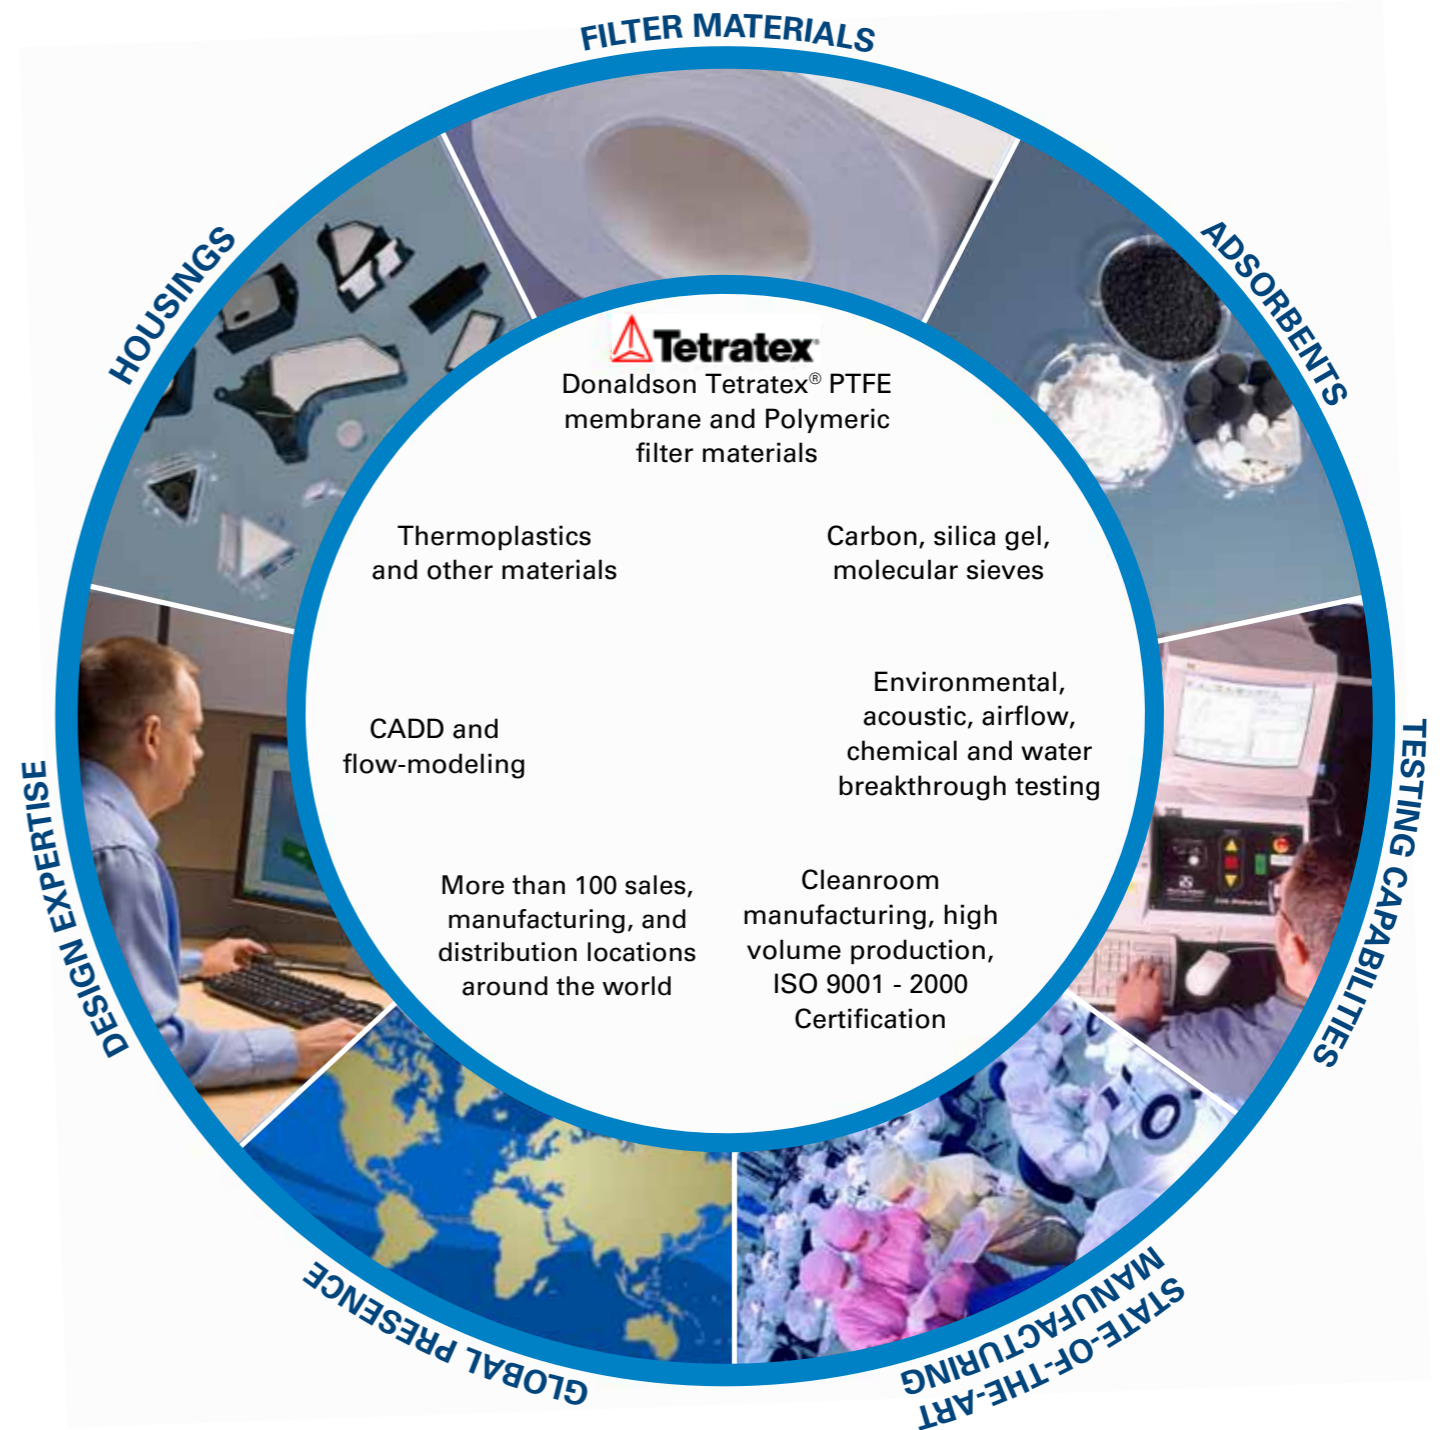 FILTER MATERIALS
ADSORBENTS
TESTING CAPABILITIES
STATE-OF-THE-ART
MANUFACTURING
GLOBAL PRESENCE
DESIGN EXPERTISE
HOUSINGS
Tetratex
Donaldson Tetratex® PTFE
membrane and Polymeric
filter materials
Thermoplastics
and other materials
Carbon, silica gel,
molecular sieves
Environmental,
acoustic, airflow,
chemical and water
breakthrough testing
CADD and
flow-modeling
More than 100 sales,
manufacturing, and
distribution locations
around the world
Cleanroom
manufacturing, high
volume production,
ISO 9001 - 2000
Certification